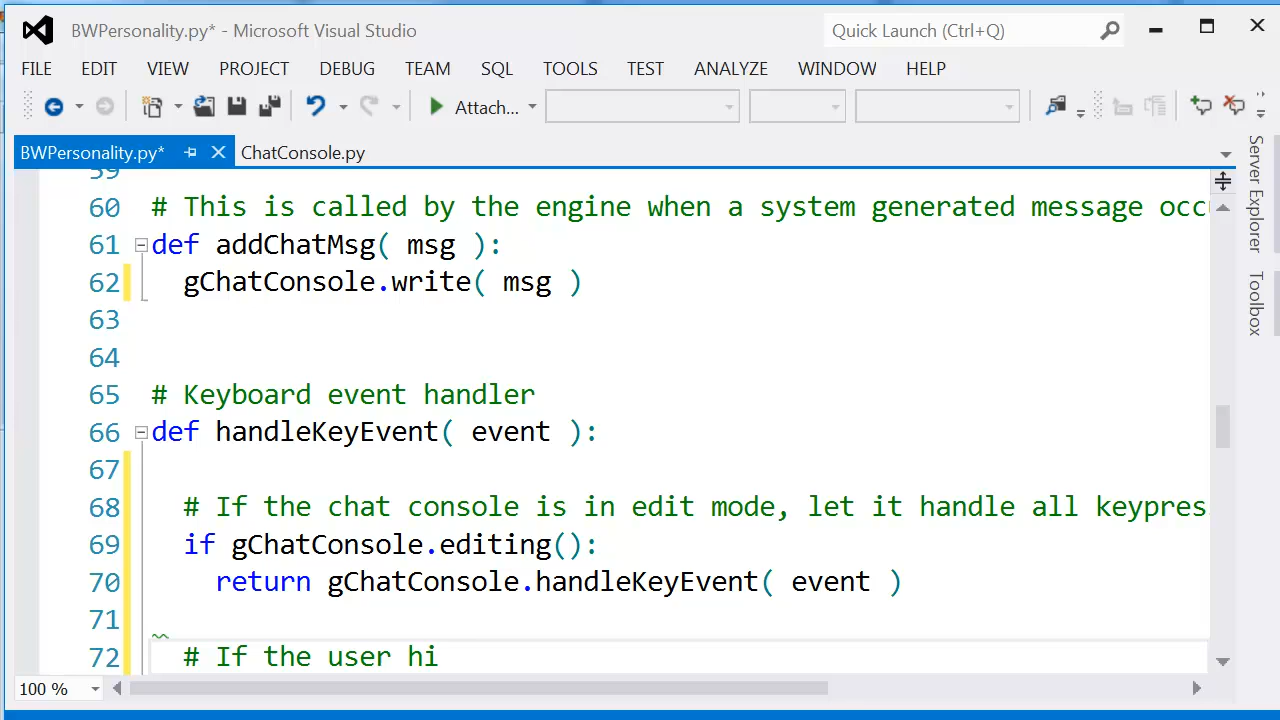 BWPersonality.py* - Microsoft Visual Studio
Quick Launch (Ctrl+Q)
FILE EDIT VIEW PROJECT DEBUG TEAM SQL TOOLS TEST ANALYZE WINDOW HELP
Attach...
BWPersonality.py* ChatConsole.py
59
60 # This is called by the engine when a system generated message occu
61 def addChatMsg( msg ):
62 gChatConsole.write( msg )
63
64
65 # Keyboard event handler
66 def handleKeyEvent( event ):
67
68 # If the chat console is in edit mode, let it handle all keypres
69 if gChatConsole.editing():
70 return gChatConsole.handleKeyEvent( event )
71
72 # If the user hi
100 %
Server Explorer
Toolbox